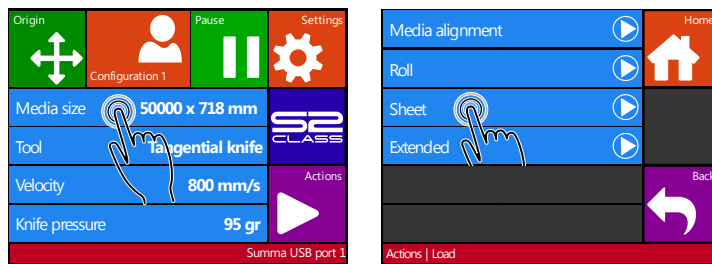 Origin
Configuration 1
Pause
Settings
Media size 50000 x 718 mm
Tool Tangential knife
Velocity 800 mm/s
Knife pressure 95 gr
S2
CLASS
Actions
Summa USB port 1
Media alignment
Roll
Sheet
Extended
Home
Back
Actions | Load